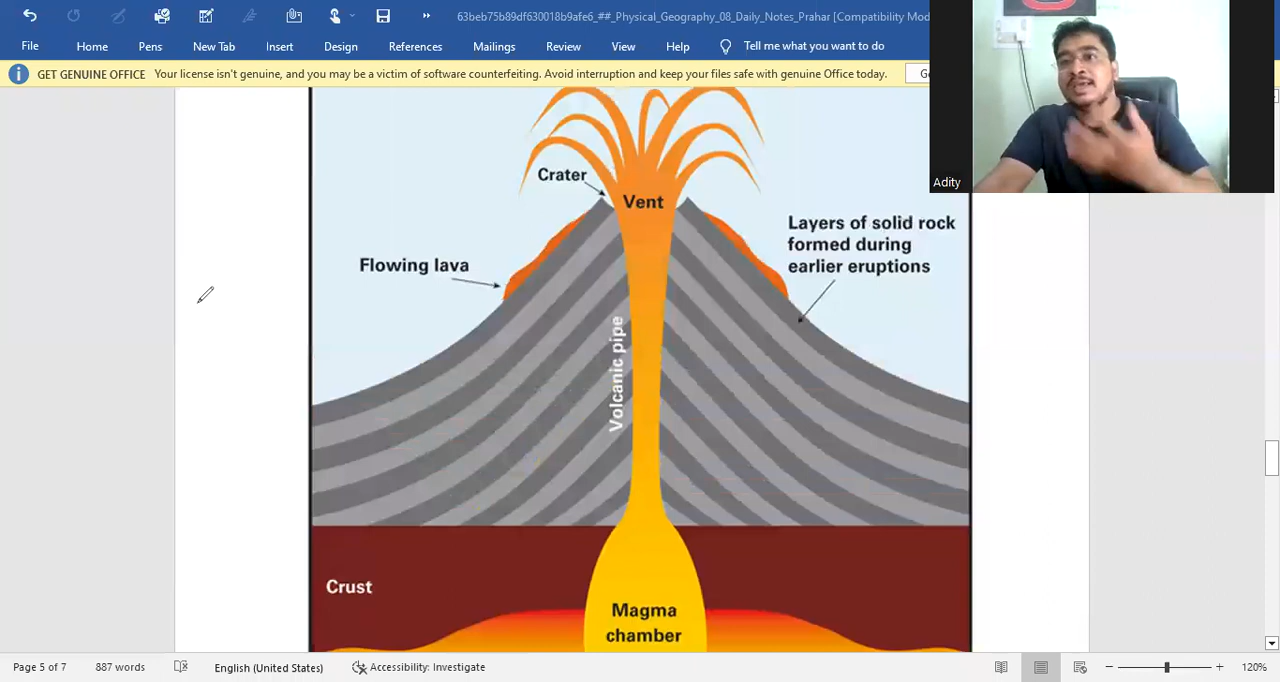 63beb75b89df630018b9afe6_##_Physical_Geography_08_Daily_Notes_Prahar [Compatibility Mod
File Home Pens New Tab Insert Draw Design References Mailings Review View Help Tell me what you want to do
GET GENUINE OFFICE Your license isn't genuine, and you may be a victim of software counterfeiting. Avoid interruption and keep your files safe with genuine Office today.
Adity
Crater
Vent
Layers of solid rock
formed during
earlier eruptions
Flowing lava
Volcanic pipe
Crust
Magma
chamber
Page 5 of 7 887 words English (United States) Accessibility: Investigate 120%